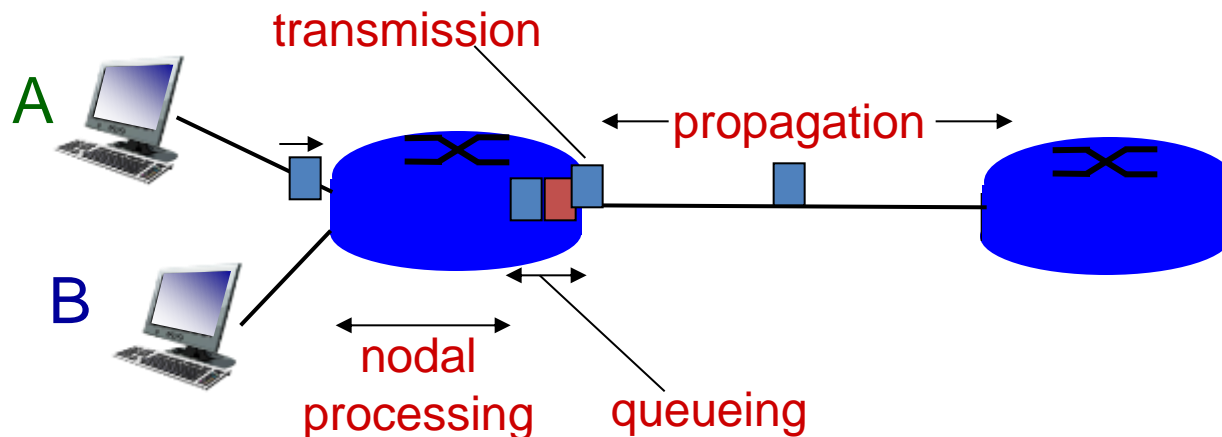 transmission
A
propagation
B
nodal
processing
queueing